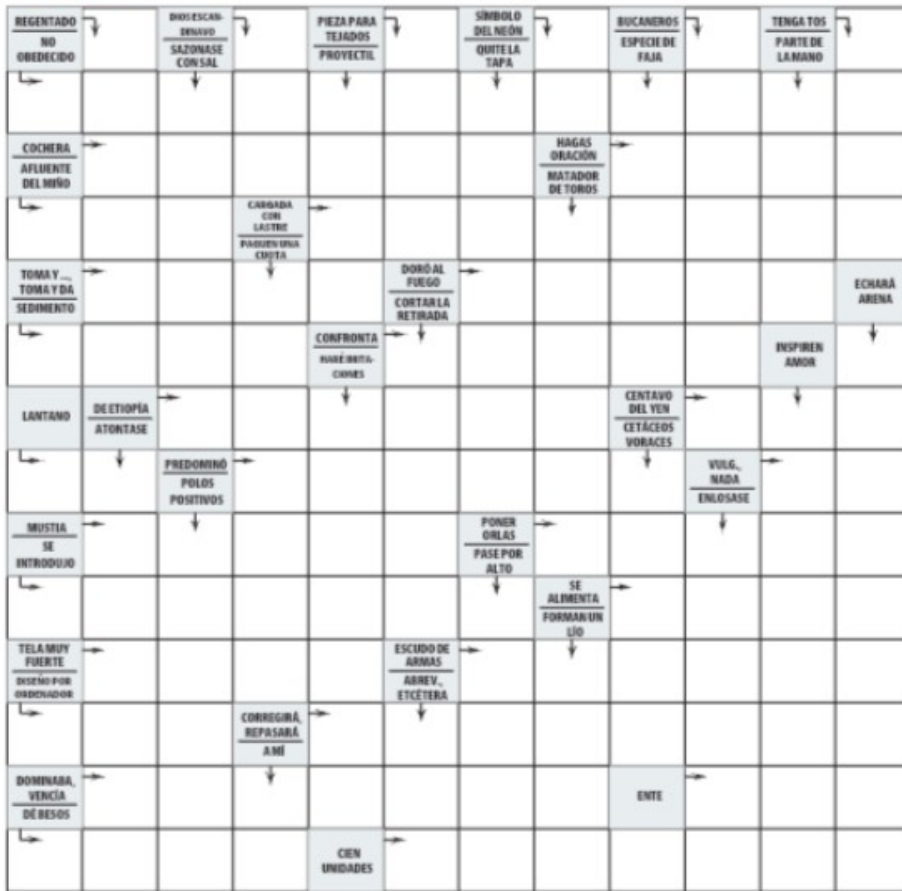 REGENTADO
NO
OBEDECIDO
DIOS ESCAN-
DINAVO
SAZONASE
CON SAL
PIEZA PARA
TEJADOS
PROYECTIL
SÍMBOLO
DEL NEÓN
QUITE LA
TAPA
BUCANEROS
ESPECIE DE
FAJA
TENGA TOS
PARTE DE
LA MANO
COCHERA
AFLUENTE
DEL MIÑO
HAGAS
ORACIÓN
MATADOR
DE TOROS
CARGADA
CON
LASTRE
PAGUEN UNA
CUOTA
TOMA Y ...,
TOMA Y DA
SEDIMENTO
DORÓ AL
FUEGO
CORTAR LA
RETIRADA
ECHARÁ
ARENA
CONFRONTA
HARÉ IMITA-
CIONES
INSPIREN
AMOR
LANTANO
DE ETIOPÍA
ATONTASE
CENTAVO
DEL YEN
CETÁCEOS
VORACES
PREDOMINÓ
POLOS
POSITIVOS
VULG.,
NADA
ENLOSASE
MUSTIA
SE
INTRODUJO
PONER
ORLAS
PASE POR
ALTO
SE
ALIMENTA
FORMAN UN
LÍO
TELA MUY
FUERTE
DISEÑO POR
ORDENADOR
ESCUDO DE
ARMAS
ABREV.,
ETCÉTERA
CORREGIRÁ,
REPASARÁ
A MÍ
DOMINABA,
VENCÍA
DÉ BESOS
ENTE
CIEN
UNIDADES